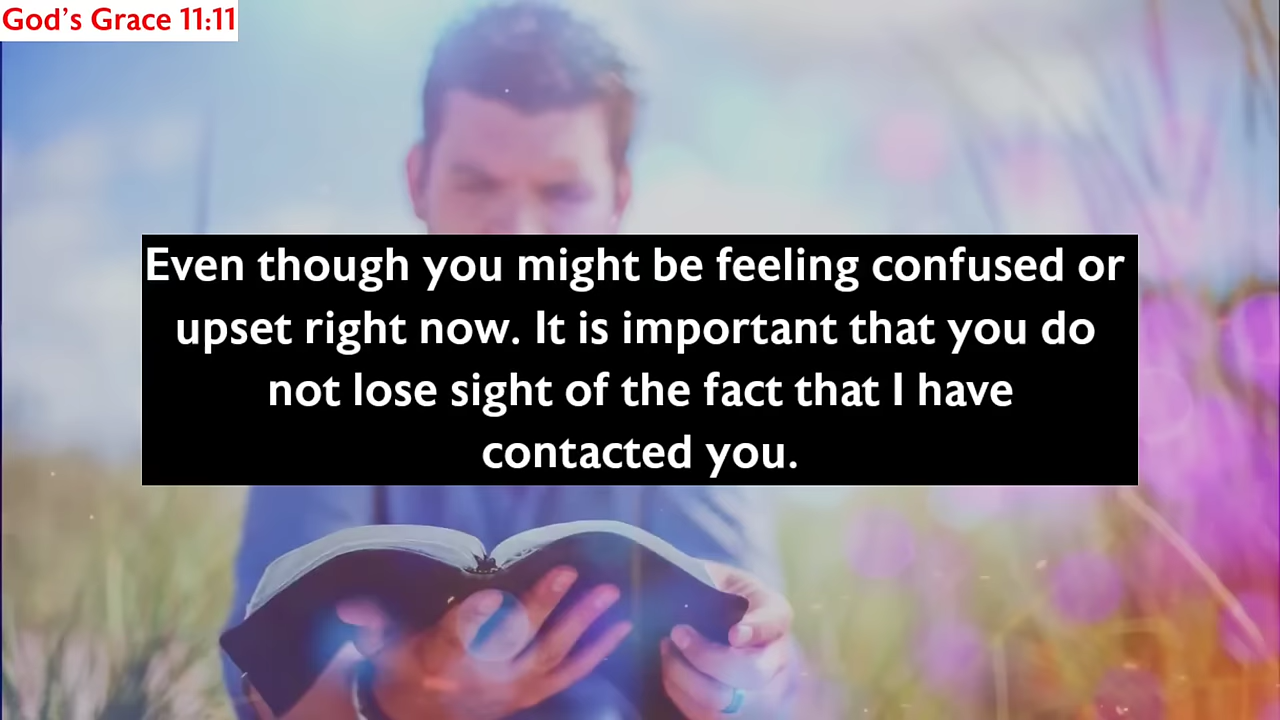 God's Grace 11:11
Even though you might be feeling confused or
upset right now. It is important that you do
not lose sight of the fact that I have
contacted you.